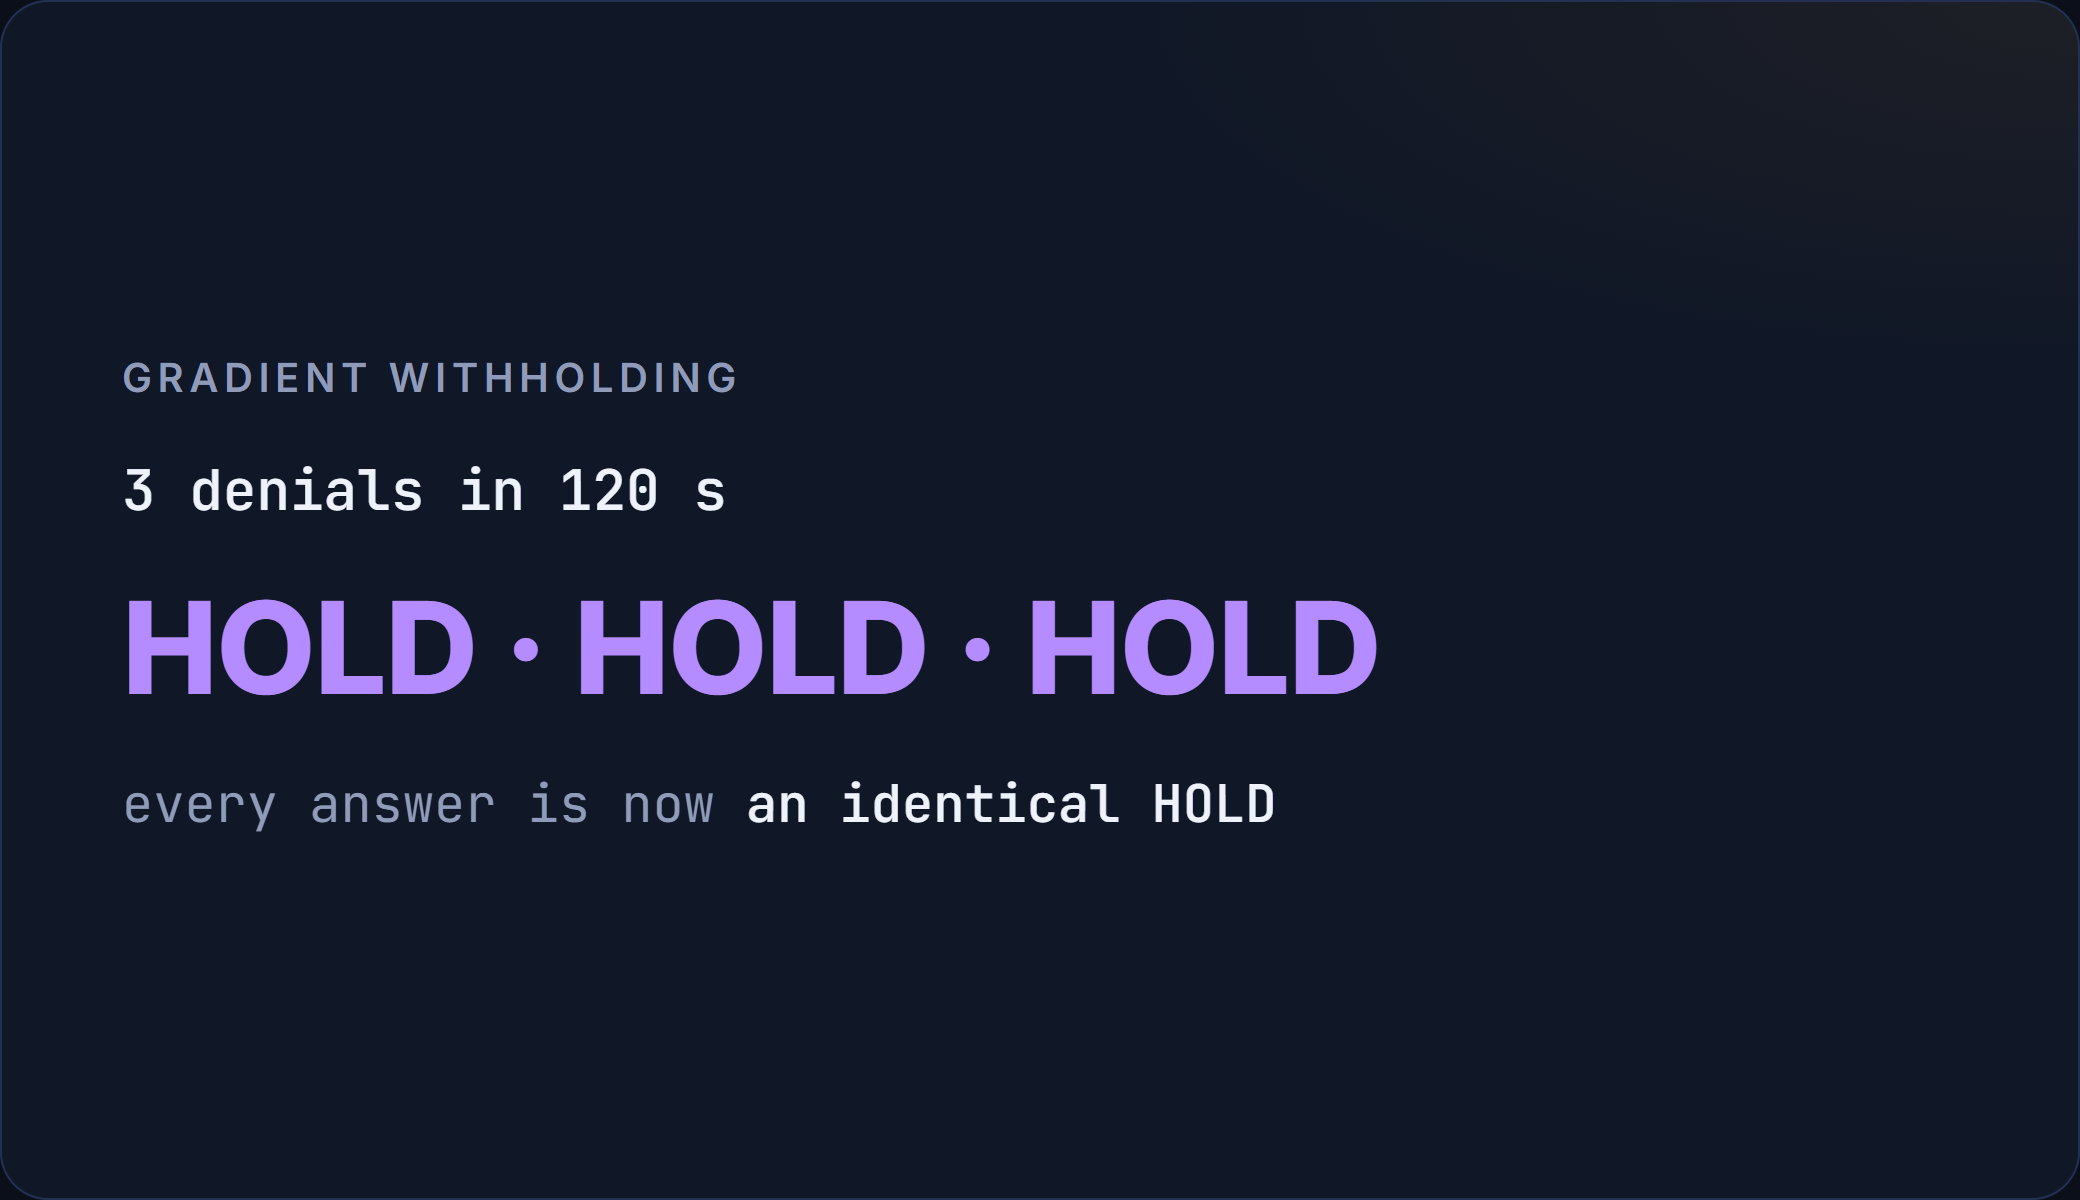 GRADIENT WITHHOLDING
3 denials in 120 s
HOLD · HOLD · HOLD
every answer is now an identical HOLD